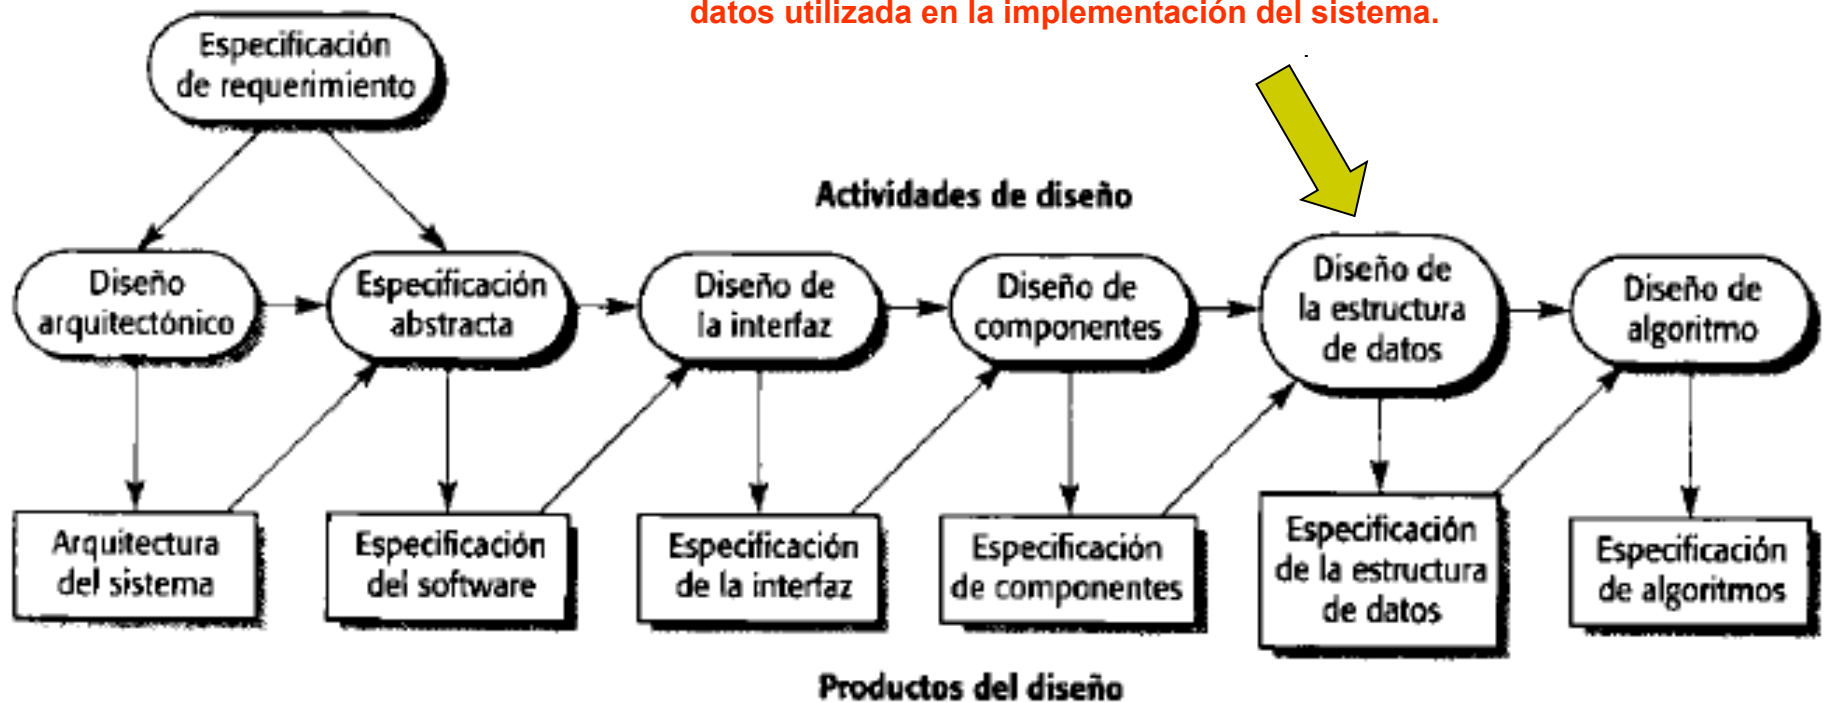 datos utilizada en la implementación del sistema.
Especificación
de requerimiento
Actividades de diseño
Diseño
arquitectónico
Especificación
abstracta
Diseño de
la interfaz
Diseño de
componentes
Diseño de
la estructura
de datos
Diseño de
algoritmo
Arquitectura
del sistema
Especificación
del software
Especificación
de la interfaz
Especificación
de componentes
Especificación
de la estructura
de datos
Especificación
de algoritmos
Productos del diseño